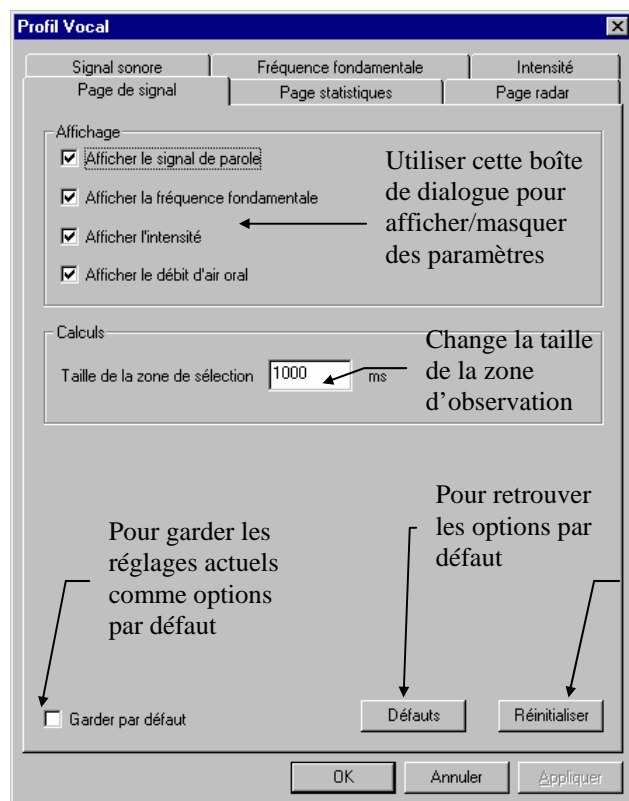 Profil Vocal
Signal sonore
Fréquence fondamentale
Intensité
Page de signal
Page statistiques
Page radar
Affichage
Afficher le signal de parole
Afficher la fréquence fondamentale
Afficher l'intensité
Afficher le débit d'air oral
Utiliser cette boîte
de dialogue pour
afficher/masquer
des paramètres
Calculs
Taille de la zone de sélection 1000 ms
Change la taille
de la zone
d’observation
Pour garder les
réglages actuels
comme options
par défaut
Pour retrouver
les options par
défaut
Garder par défaut
Défauts
Réinitialiser
OK
Annuler
Appliquer